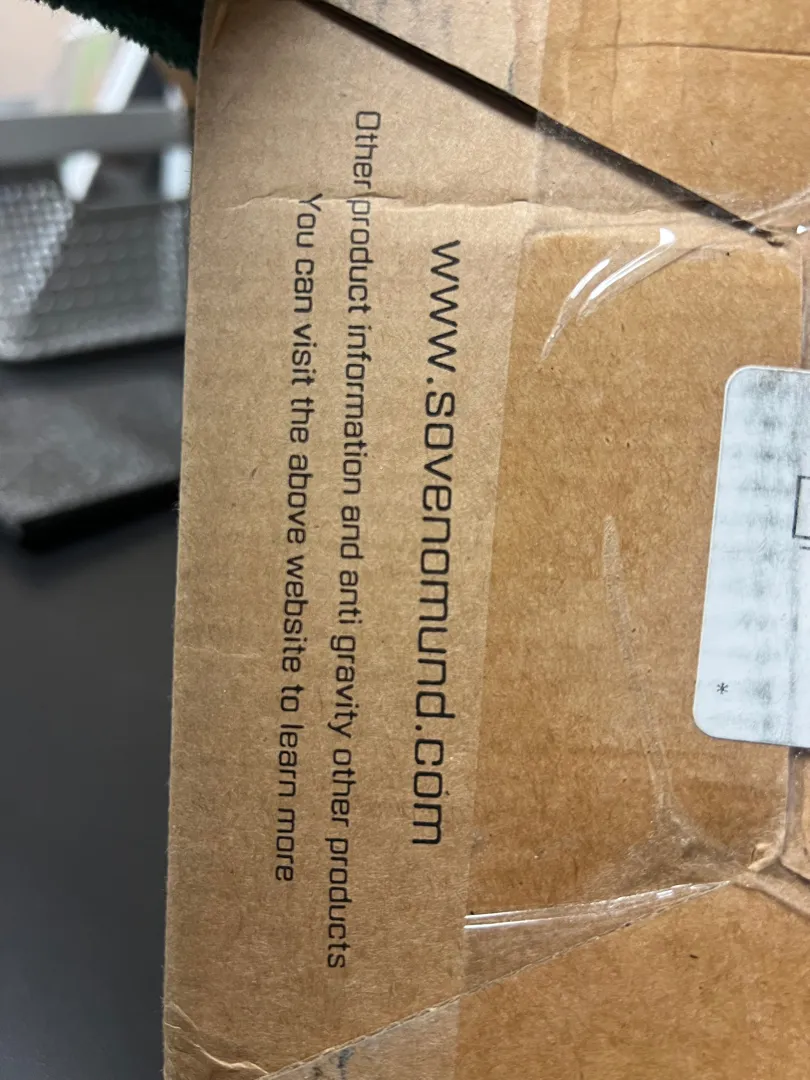 www.sovenomund.com
Other product information and anti gravity other products
You can visit the above website to learn more
*